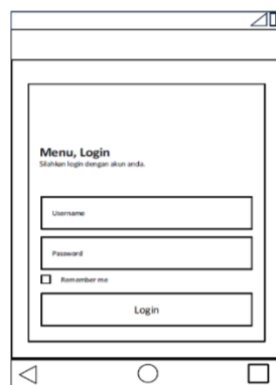 Menu, Login
Silahkan login dengan akun anda.
Username
Password
Remember me
Login